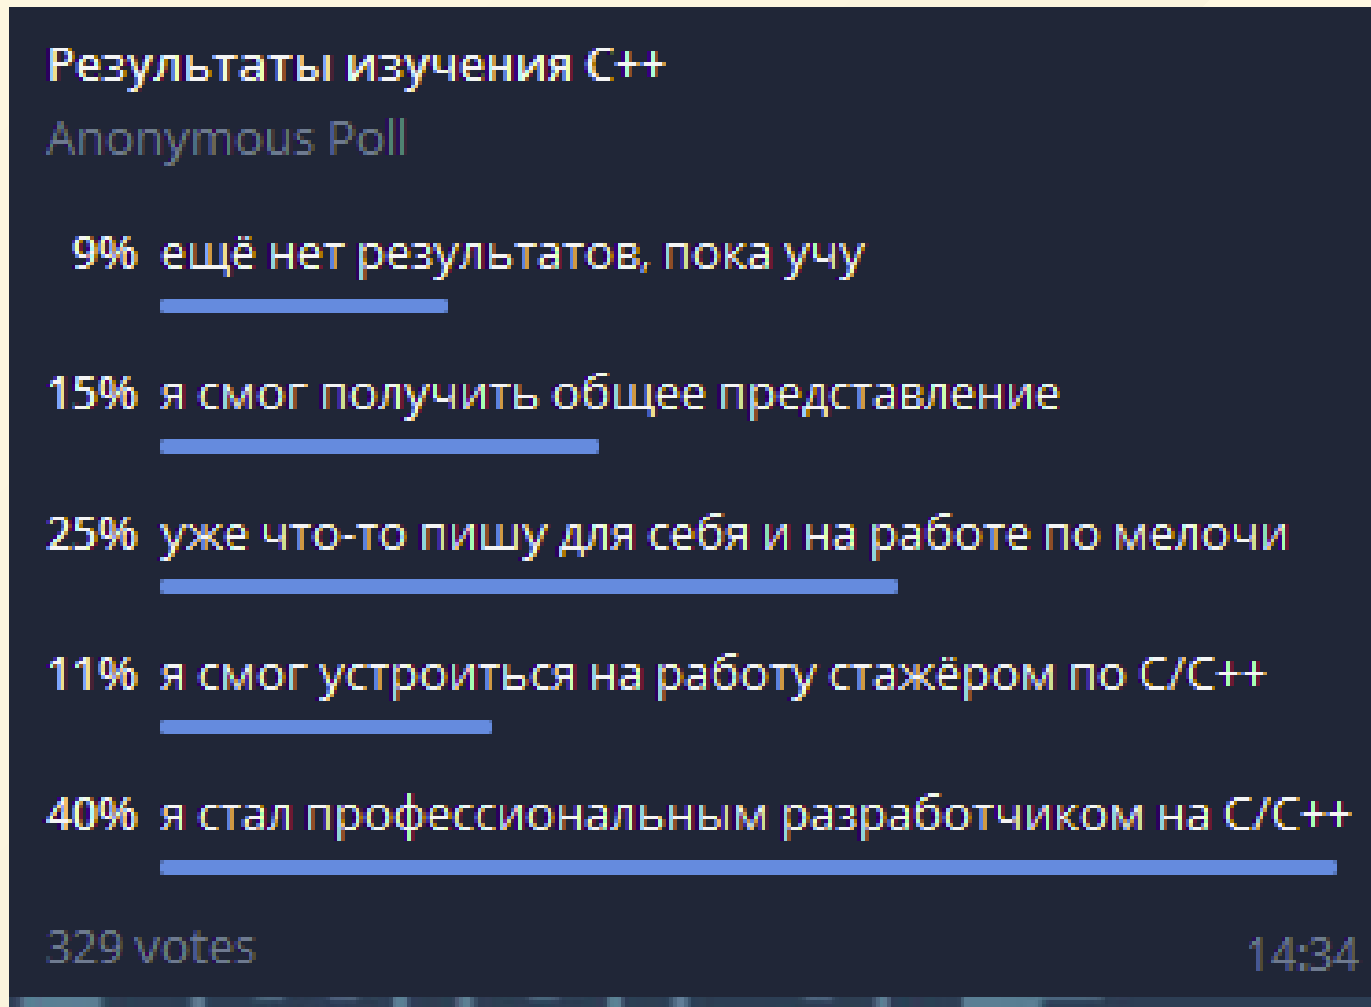 Результаты изучения C++
Anonymous Poll
9% ещё нет результатов, пока учу
15% я смог получить общее представление
25% уже что-то пишу для себя и на работе по мелочи
11% я смог устроиться на работу стажёром по C/C++
40% я стал профессиональным разработчиком на C/C++
329 votes
14:34